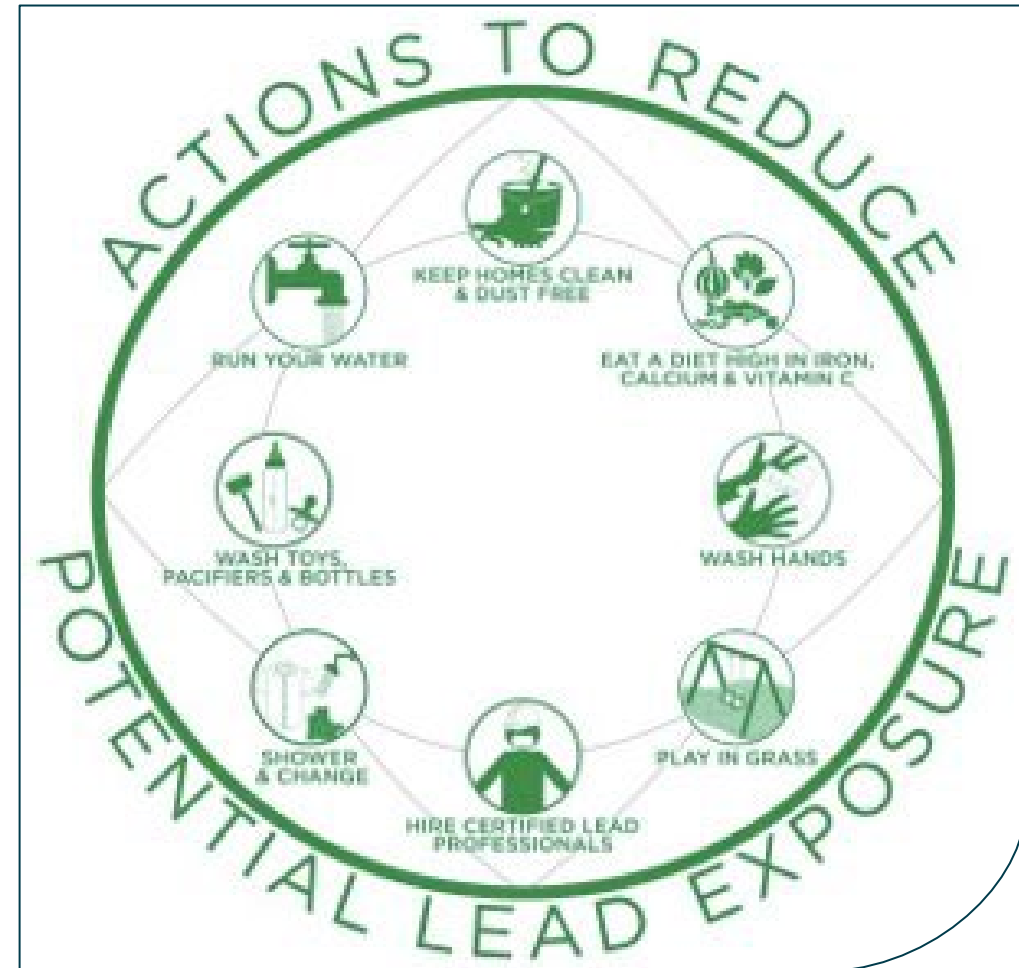 ACTIONS TO REDUCE
POTENTIAL LEAD EXPOSURE
KEEP HOMES CLEAN
& DUST FREE
EAT A DIET HIGH IN IRON,
CALCIUM & VITAMIN C
WASH HANDS
PLAY IN GRASS
HIRE CERTIFIED LEAD
PROFESSIONALS
SHOWER
& CHANGE
WASH TOYS,
PACIFIERS & BOTTLES
RUN YOUR WATER